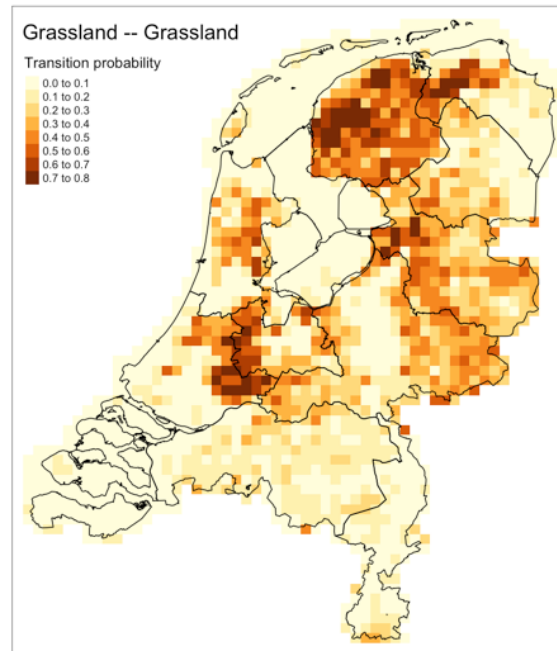 Grassland -- Grassland
Transition probability
0.0 to 0.1
0.1 to 0.2
0.2 to 0.3
0.3 to 0.4
0.4 to 0.5
0.5 to 0.6
0.6 to 0.7
0.7 to 0.8